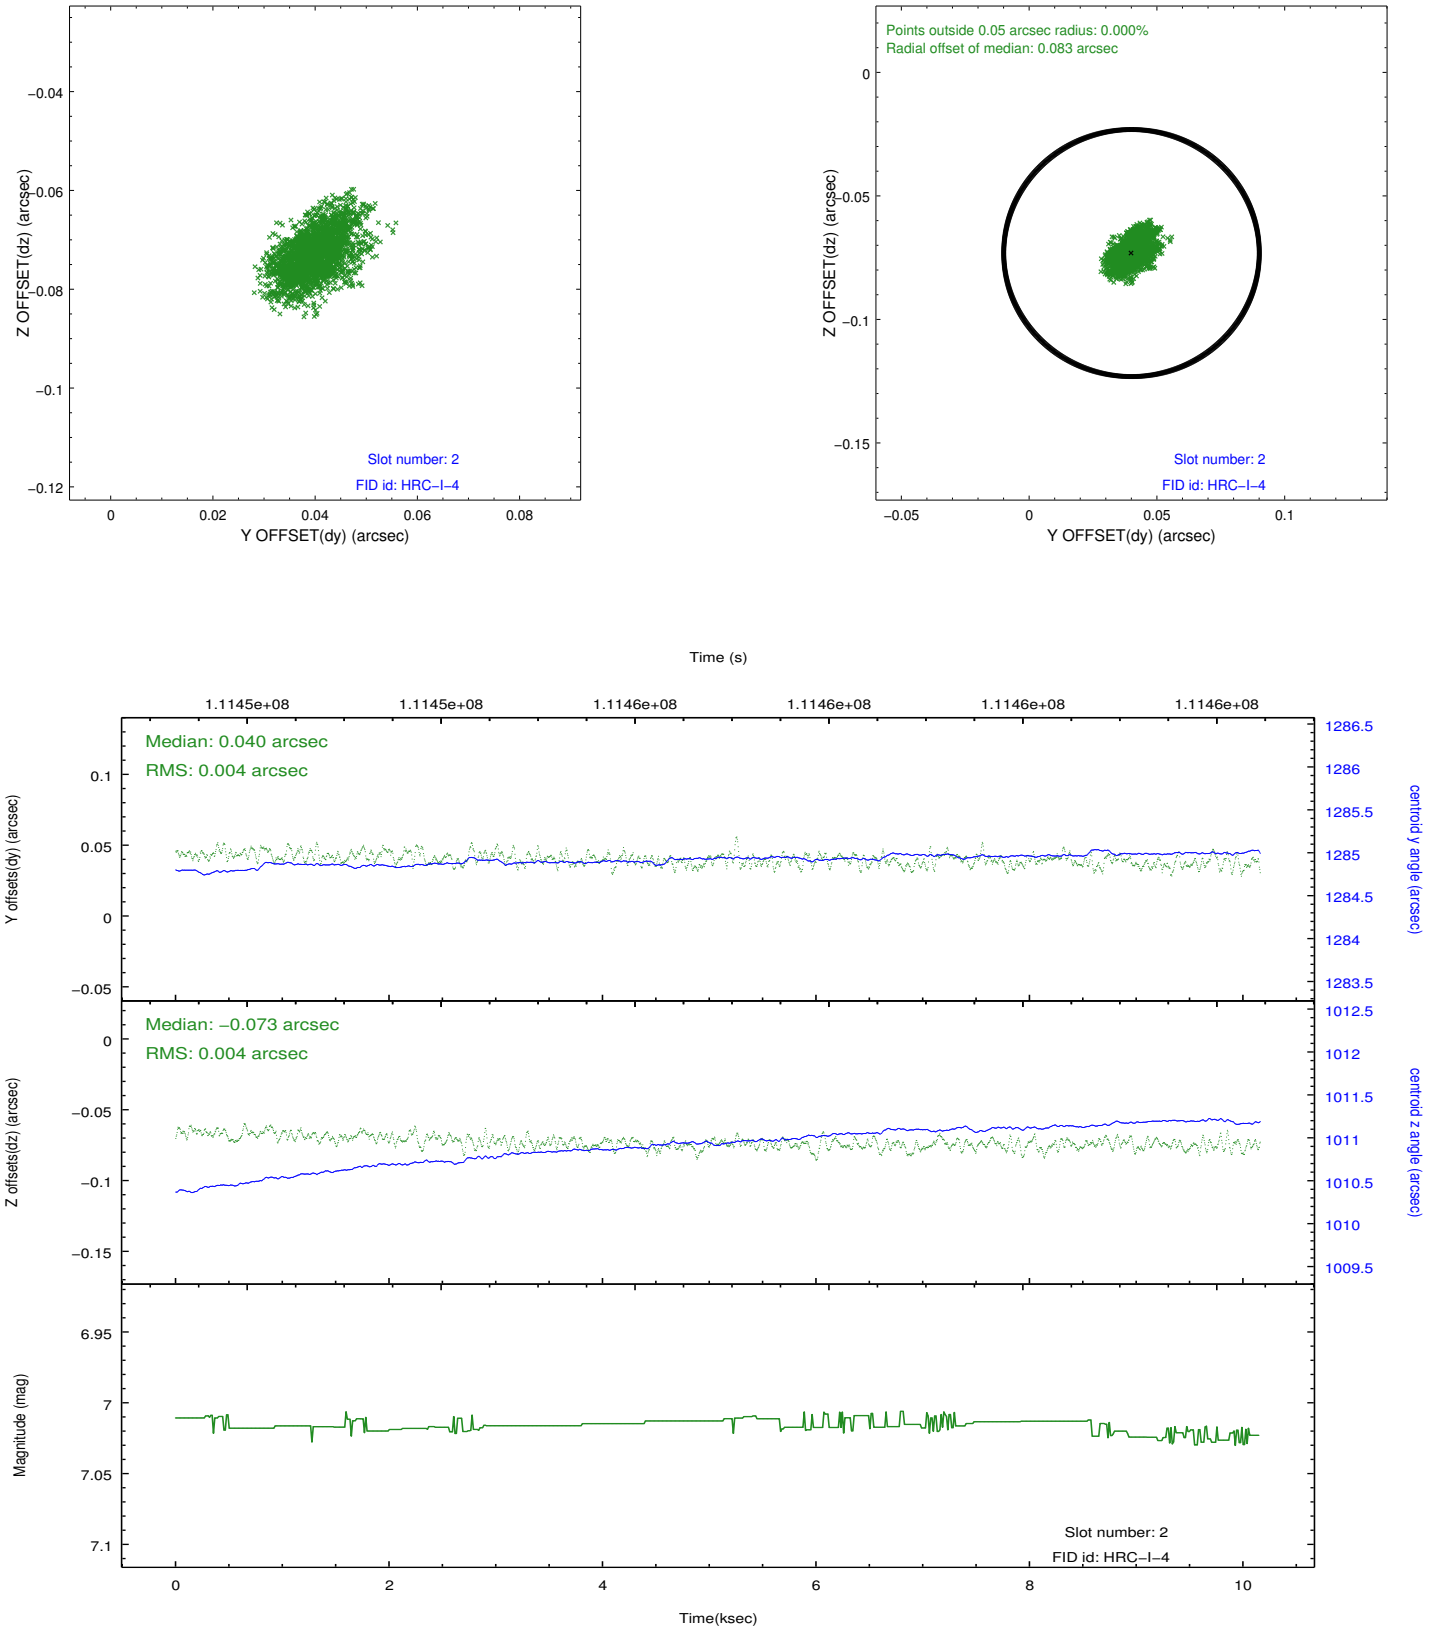 −0.04
−0.06
−0.08
−0.1
−0.12
Z OFFSET(dz) (arcsec)
Slot number: 2
FID id: HRC−I−4
0 0.02 0.04 0.06 0.08
Y OFFSET(dy) (arcsec)
Points outside 0.05 arcsec radius: 0.000%
Radial offset of median: 0.083 arcsec
0
−0.05
−0.1
−0.15
Z OFFSET(dz) (arcsec)
Slot number: 2
FID id: HRC−I−4
−0.05 0 0.05 0.1
Y OFFSET(dy) (arcsec)
Time (s)
1.1145e+08 1.1145e+08 1.1146e+08 1.1146e+08 1.1146e+08 1.1146e+08
Median: 0.040 arcsec
RMS: 0.004 arcsec
0.1
0.05
0
−0.05
Y offsets(dy) (arcsec)
1286.5
1286
1285.5
1285
1284.5
1284
1283.5
centroid y angle (arcsec)
Median: −0.073 arcsec
RMS: 0.004 arcsec
0
−0.05
−0.1
−0.15
Z offsets(dz) (arcsec)
1012.5
1012
1011.5
1011
1010.5
1010
1009.5
centroid z angle (arcsec)
6.95
7
7.05
7.1
Magnitude (mag)
Slot number: 2
FID id: HRC−I−4
0 2 4 6 8 10
Time(ksec)